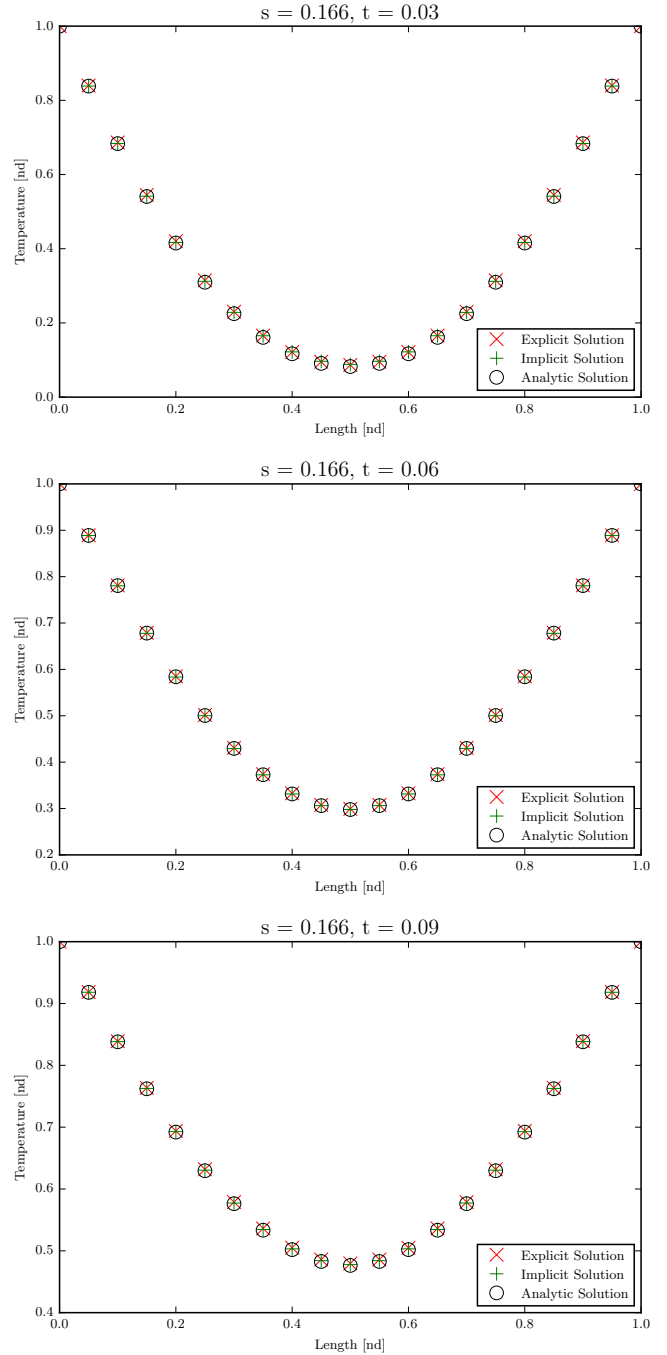 s = 0.166, t = 0.03
1.0
0.8
0.6
0.4
0.2
0.0
Temperature [nd]
0.0 0.2 0.4 0.6 0.8 1.0
Length [nd]
Explicit Solution
Implicit Solution
Analytic Solution
s = 0.166, t = 0.06
1.0
0.9
0.8
0.7
0.6
0.5
0.4
0.3
0.2
Temperature [nd]
0.0 0.2 0.4 0.6 0.8 1.0
Length [nd]
Explicit Solution
Implicit Solution
Analytic Solution
s = 0.166, t = 0.09
1.0
0.9
0.8
0.7
0.6
0.5
0.4
Temperature [nd]
0.0 0.2 0.4 0.6 0.8 1.0
Length [nd]
Explicit Solution
Implicit Solution
Analytic Solution